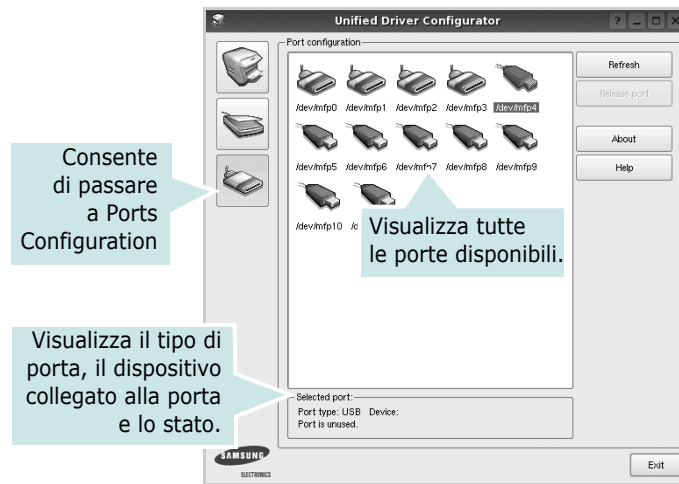 Unified Driver Configurator
Port configuration
/dev/mfp0 /dev/mfp1 /dev/mfp2 /dev/mfp3 /dev/mfp4
/dev/mfp5 /dev/mfp6 /dev/mfp7 /dev/mfp8 /dev/mfp9
/dev/mfp10
Refresh
Release port
About
Help
Consente
di passare
a Ports
Configuration
Visualizza tutte
le porte disponibili.
Visualizza il tipo di
porta, il dispositivo
collegato alla porta
e lo stato.
Selected port:
Port type: USB Device:
Port is unused.
SAMSUNG
ELECTRONICS
Exit